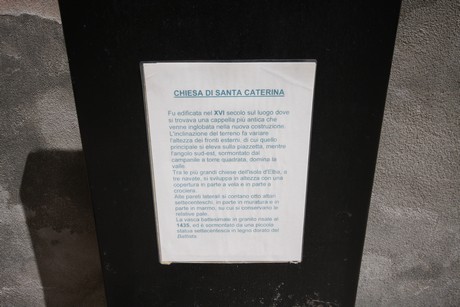 CHIESA DI SANTA CATERINA
Fu edificata nel XVI secolo sul luogo dove
si trovava una cappella più antica che
venne inglobata nella nuova costruzione.
L'inclinazione del terreno fa variare
l'altezza dei fronti esterni, di cui quello
principale si eleva sulla piazzetta, mentre
l'angolo sud-est, sormontato dal
campanile a torre quadrata, domina la
valle.
Tra le più grandi chiese dell'Isola d'Elba, a
tre navate, si sviluppa in altezza con una
copertura in parte a volta e in parte a
crociera.
Alle pareti laterali si contano otto altari
settecenteschi, in parte in muratura e in
parte in marmo, su cui si
relative pale.
La vasca battesimale in granito risale al
1439, ed è sormontata da una piccola
statua settecentesca in legno dorato del
Battista.